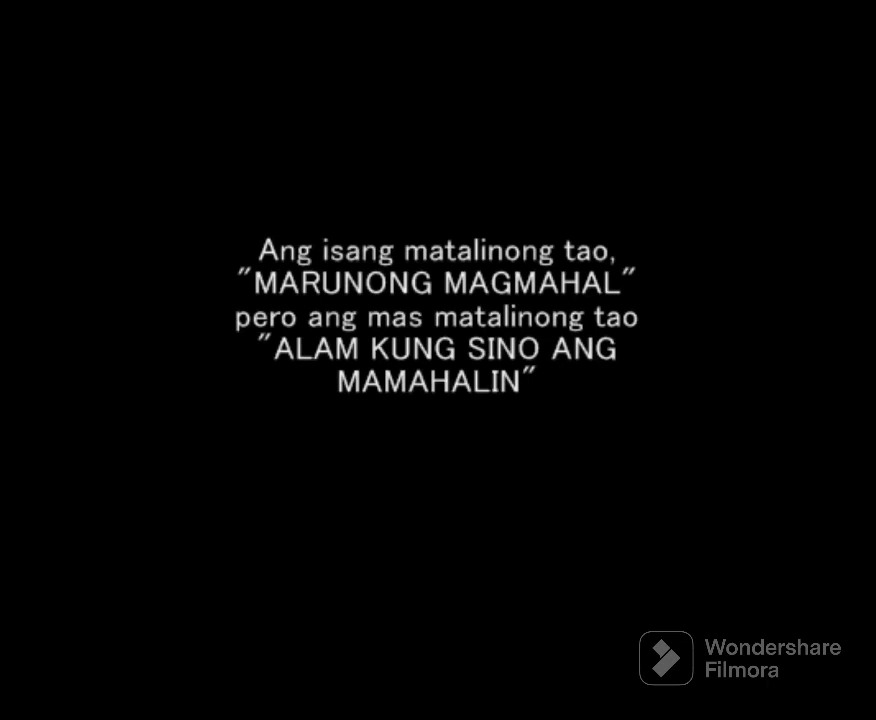 Ang isang matalinong tao,
"MARUNONG MAGMAHAL"
pero ang mas matalinong tao
"ALAM KUNG SINO ANG
MAMAHALIN"
Wondershare
Filmora